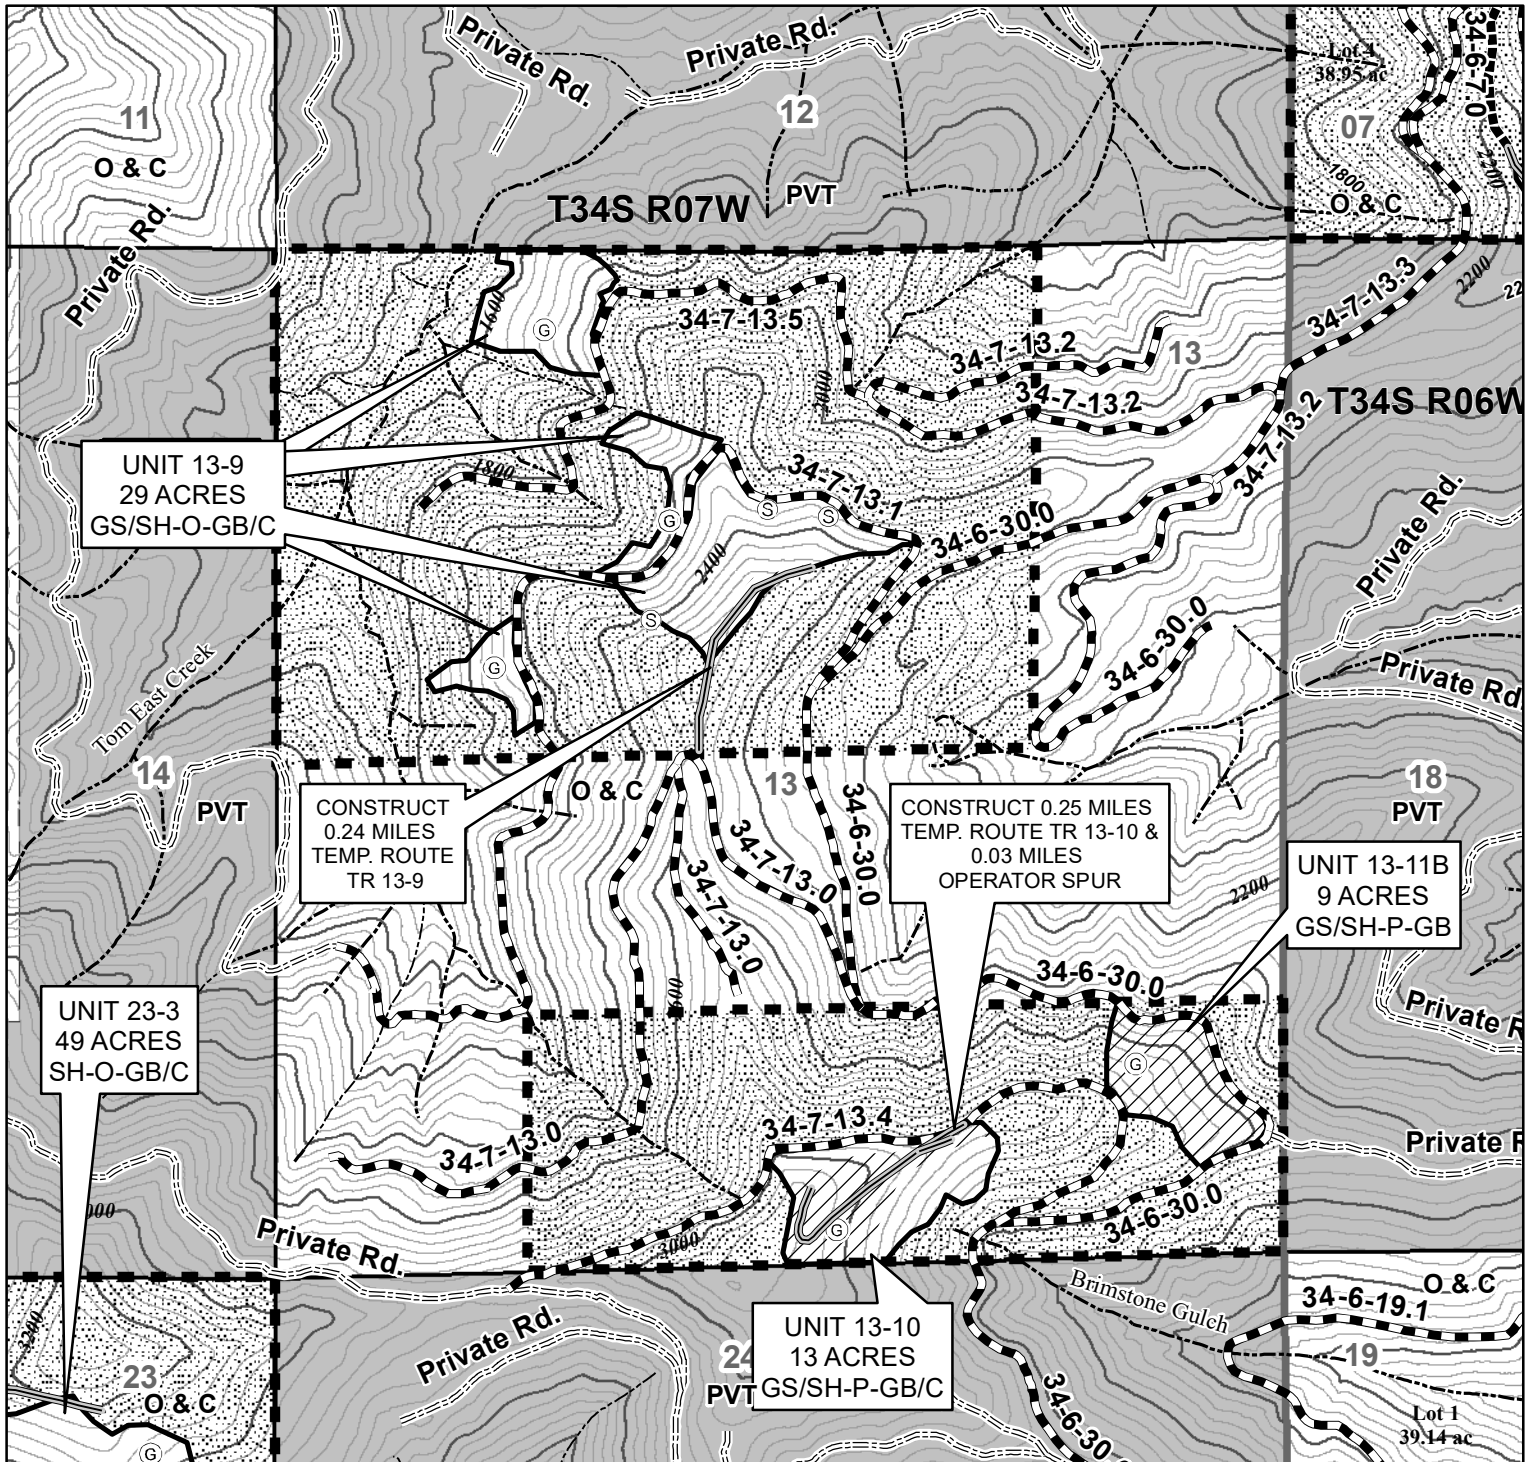 Private Rd.
Private Rd.
Lot 4
38.95 ac
34-6-7.0
11
12
07
2200
O & C
1800
O & C
T34S R07W
PVT
Private Rd.
34-7-13.3
2200
1600
G
34-7-13.5
34-7-13.2
13
34-7-13.2
2000
T34S R06W
34-7-13.2
UNIT 13-9
29 ACRES
GS/SH-O-GB/C
1800
34-7-13.1
G
S
S
34-6-30.0
Private Rd.
2400
S
34-6-30.0
G
Tom East Creek
Private Rd
14
PVT
O & C
13
18
PVT
CONSTRUCT
0.24 MILES
TEMP. ROUTE
TR 13-9
34-6-30.0
CONSTRUCT 0.25 MILES
TEMP. ROUTE TR 13-10 &
0.03 MILES
OPERATOR SPUR
34-7-13.0
34-7-13.0
UNIT 13-11B
9 ACRES
GS/SH-P-GB
2200
34-6-30.0
UNIT 23-3
49 ACRES
SH-O-GB/C
Private R
G
34-7-13.4
34-7-13.0
Private R
34-6-30.0
G
3000
Private Rd.
Brimstone Gulch
O & C
34-6-19.1
3200
UNIT 13-10
13 ACRES
GS/SH-P-GB/C
Private Rd.
24
PVT
19
23
O & C
34-6-30
Lot 1
39.14 ac
G